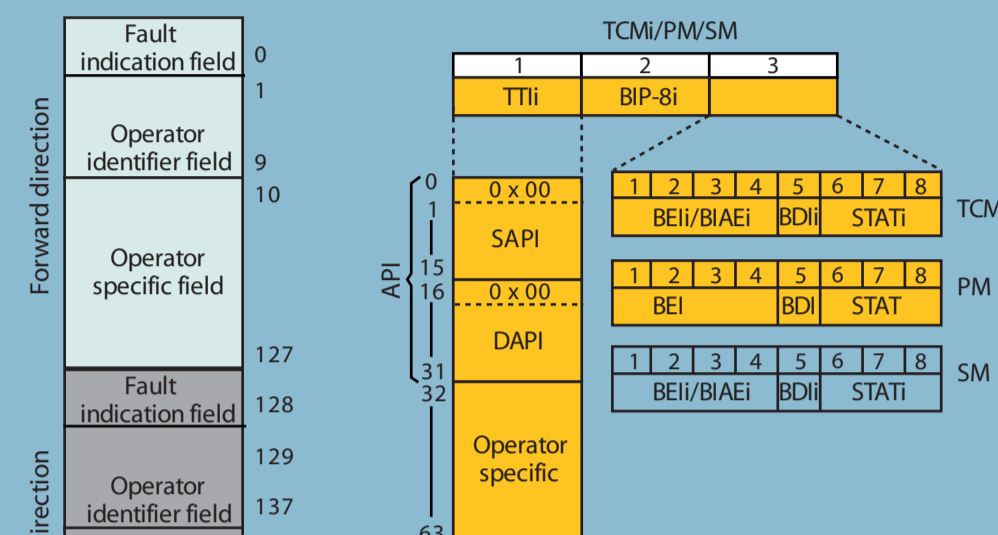 Fault
indication field
0
1
Operator
identifier field
9
10
Operator
specific field
127
Forward direction
Fault
indication field
128
129
Operator
identifier field
137
irection
TCMi/PM/SM
1 2 3
TTIi BIP-8i
API
0
0 x 00
1
SAPI
15
16
0 x 00
DAPI
31
32
Operator
specific
63
1 2 3 4 5 6 7 8
BEIi/BIAEi BDIi STATi
TCM
1 2 3 4 5 6 7 8
BEI BDI STAT
PM
1 2 3 4 5 6 7 8
BEIi/BIAEi BDIi STATi
SM